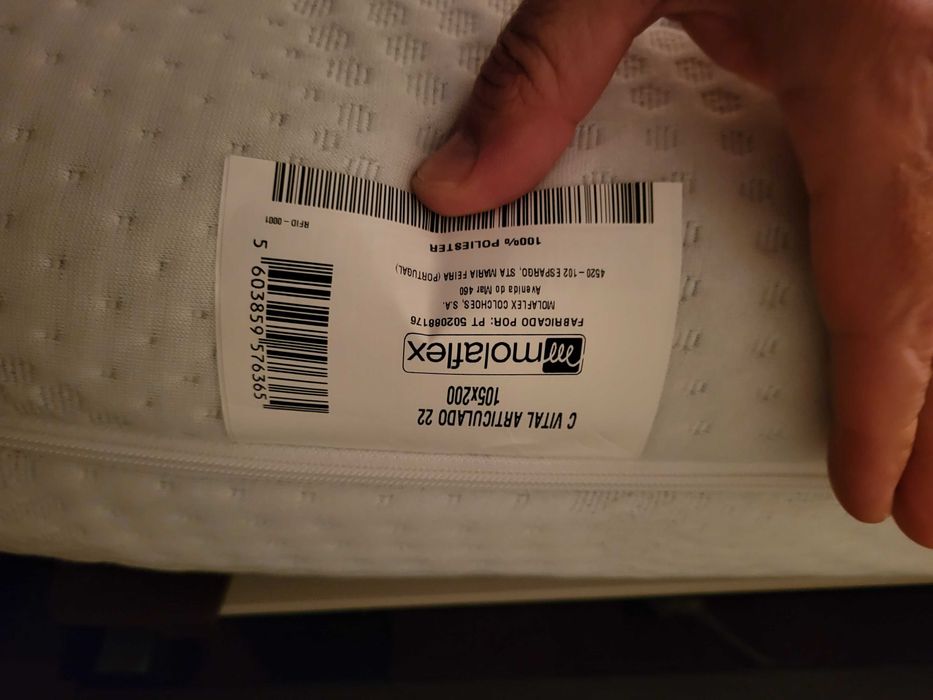 C VITAL ARTICULADO 22
105x200
molaflex
FABRICADO POR: PT 502088176
MOLAFLEX COLCHOES, S.A.
Avenida do Mar 460
4520-102 ESPARGO, STA MARIA FEIRA (PORTUGAL)
100% POLIESTER
RFID-0001
5 603859 576365